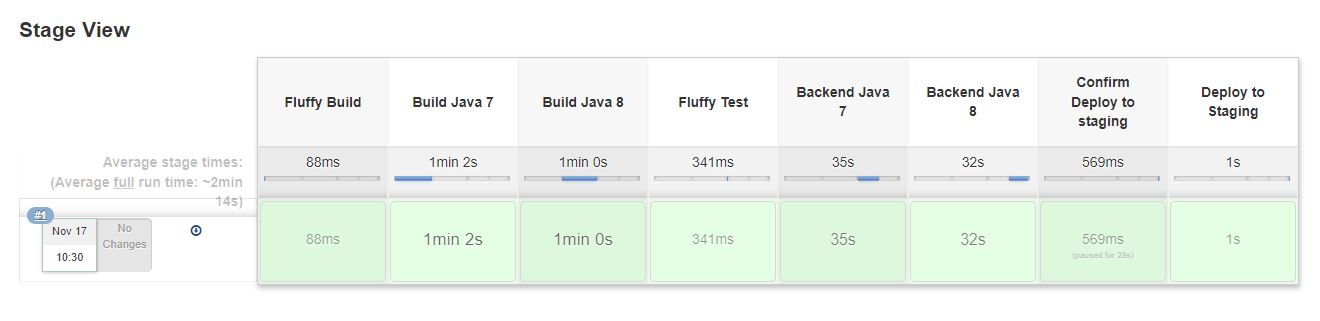 Stage View
Fluffy Build
Build Java 7
Build Java 8
Fluffy Test
Backend Java
7
Backend Java
8
Confirm
Deploy to
staging
Deploy to
Staging
Average stage times:
(Average full run time: ~2min
14s)
88ms
1min 2s
1min 0s
341ms
35s
32s
569ms
1s
#1
Nov 17
10:30
No
Changes
88ms
1min 2s
1min 0s
341ms
35s
32s
569ms
(paused for 28s)
1s